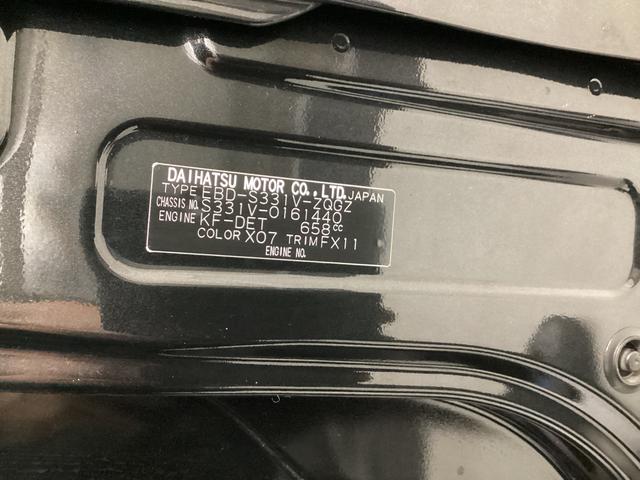 DAIHATSU MOTOR CO., LTD. JAPAN
TYPE EBD-S331V-ZQGZ
CHASSIS NO. S331V-0161440
ENGINE KF-DET 658cc
COLOR X07 TRIM FX11
ENGINE NO.